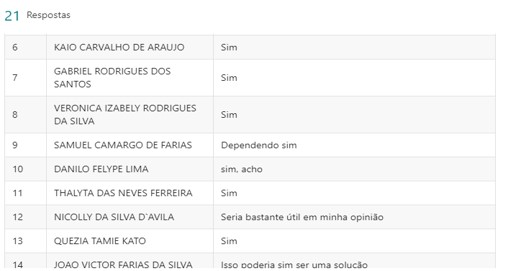 21 Respostas
6 KAIO CARVALHO DE ARAUJO Sim
7 GABRIEL RODRIGUES DOS SANTOS Sim
8 VERONICA IZABELY RODRIGUES DA SILVA Sim
9 SAMUEL CAMARGO DE FARIAS Dependendo sim
10 DANILO FELYPE LIMA sim, acho
11 THALYTA DAS NEVES FERREIRA Sim
12 NICOLLY DA SILVA D`AVILA Seria bastante útil em minha opinião
13 QUEZIA TAMIE KATO Sim
14 JOAO VICTOR FARIAS DA SILVA Isso poderia sim ser uma solução